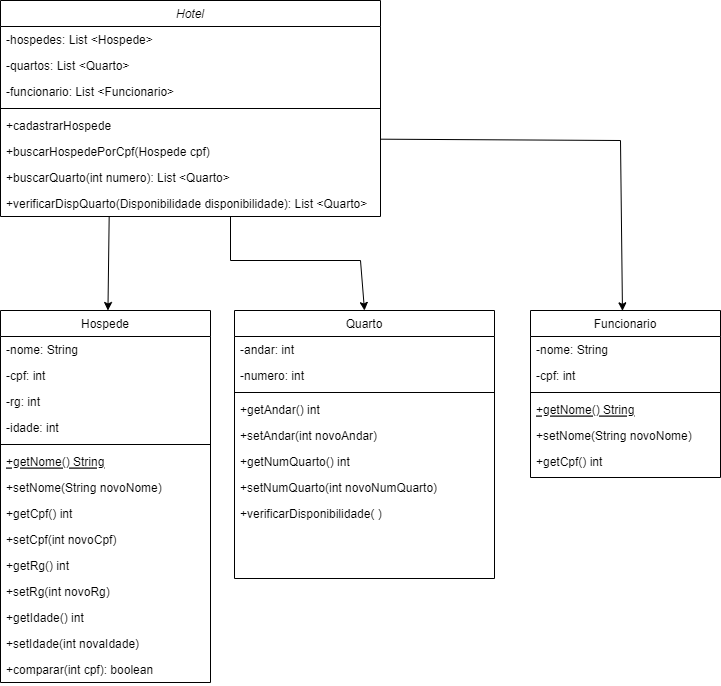 Hotel
-hospedes: List <Hospede>
-quartos: List <Quarto>
-funcionario: List <Funcionario>
+cadastrarHospede
+buscarHospedePorCpf(Hospede cpf)
+buscarQuarto(int numero): List <Quarto>
+verificarDispQuarto(Disponibilidade disponibilidade): List <Quarto>
Hospede
-nome: String
-cpf: int
-rg: int
-idade: int
+getNome() String
+setNome(String novoNome)
+getCpf() int
+setCpf(int novoCpf)
+getRg() int
+setRg(int novoRg)
+getIdade() int
+setIdade(int novaIdade)
+comparar(int cpf): boolean
Quarto
-andar: int
-numero: int
+getAndar() int
+setAndar(int novoAndar)
+getNumQuarto() int
+setNumQuarto(int novoNumQuarto)
+verificarDisponibilidade( )
Funcionario
-nome: String
-cpf: int
+getNome() String
+setNome(String novoNome)
+getCpf() int